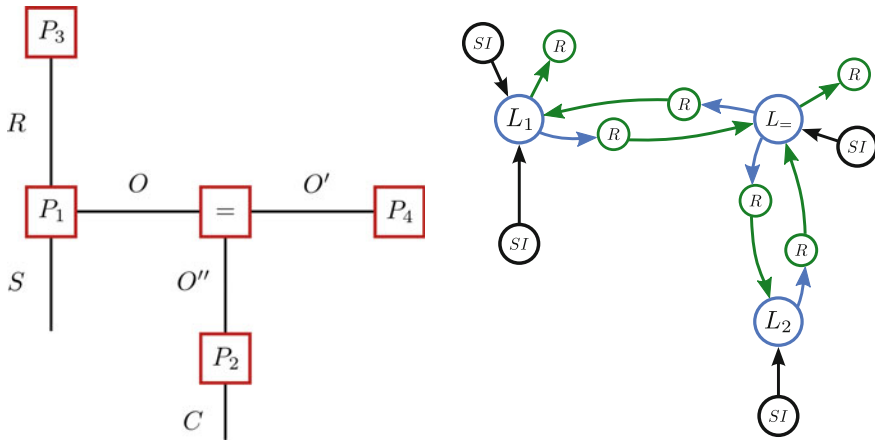 P₃
R
P₁
O
=
O′
P₄
S
O″
P₂
C
SI
R
R
R
L₁
L₌
R
SI
R
SI
R
L₂
SI